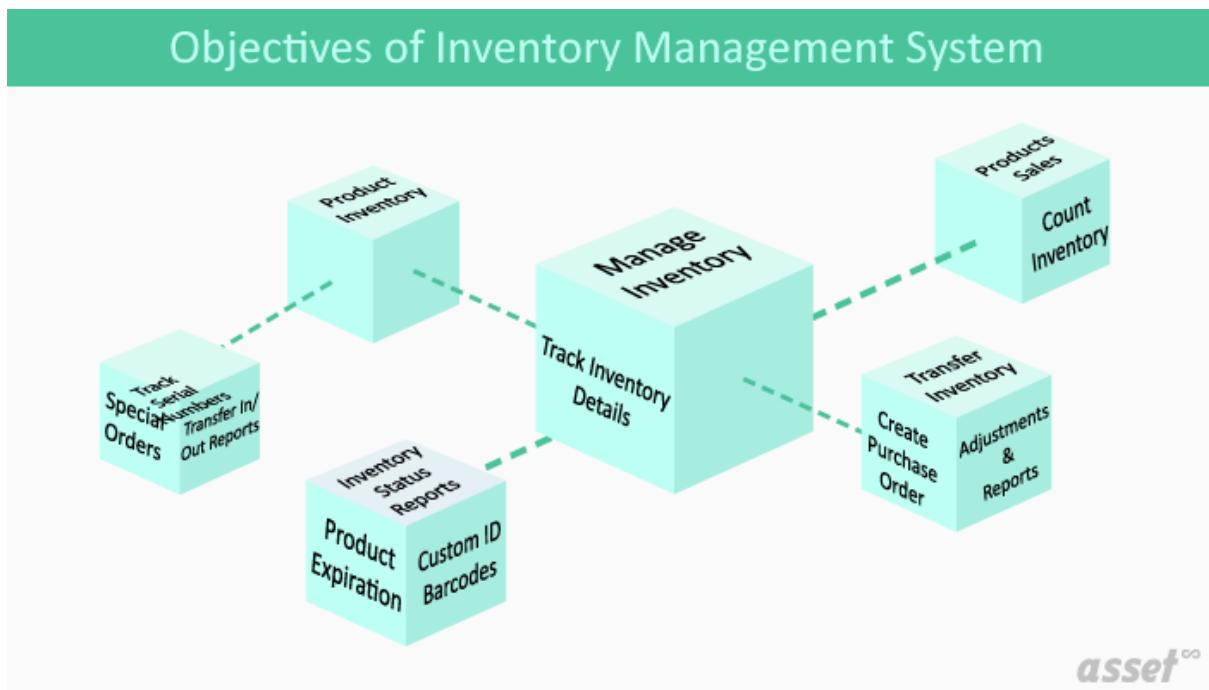 Objectives of Inventory Management System
Product
Inventory
Products
Sales
Count
Inventory
Manage
Inventory
Track Inventory
Details
Track
Serial
Numbers
Special
Orders
Transfer In/
Out Reports
Transfer
Inventory
Create
Purchase
Order
Adjustments
&
Reports
Inventory
Status
Reports
Product
Expiration
Custom ID
Barcodes
asset∞